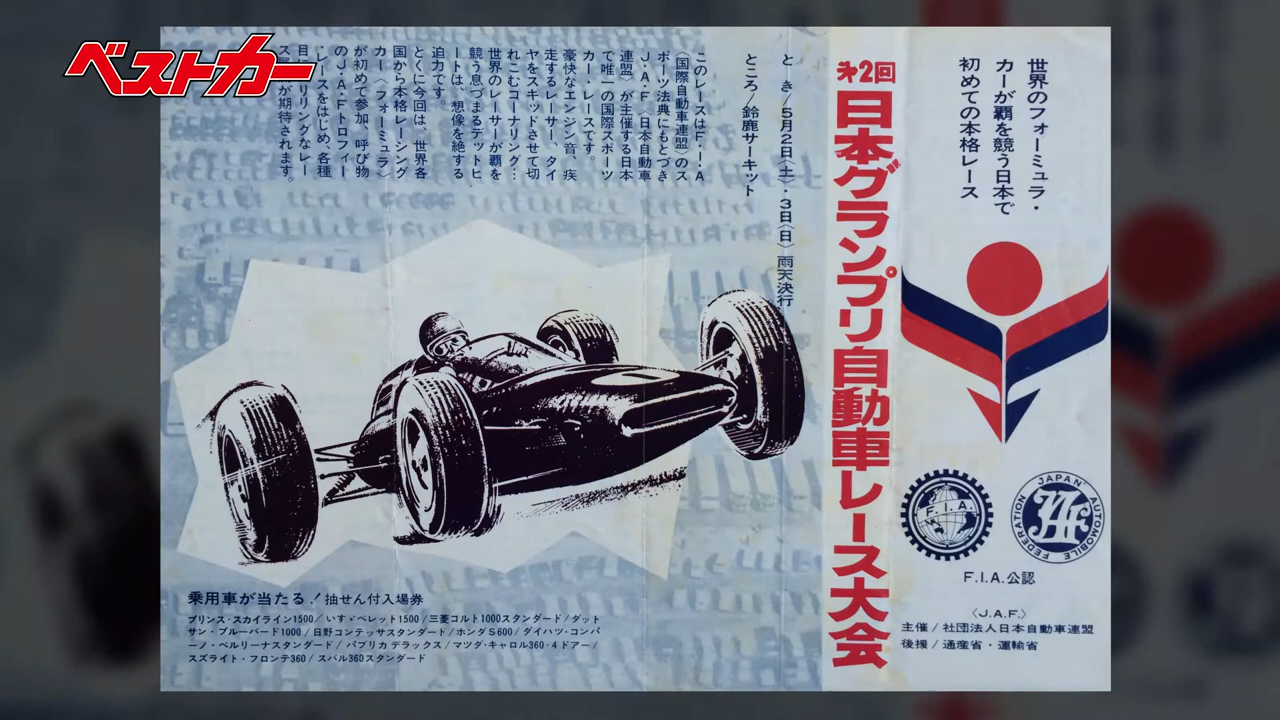 ベストカー
世界のフォーミュラ・
カーが覇を競う日本で
初めての本格レース
第2回
日本グランプリ自動車レース大会
と き/5月2日〈土〉・3日〈日〉 雨天決行
ところ/鈴鹿サーキット
このレースはF・I・A
〈国際自動車連盟〉のス
ポーツ法典にもとづき
J・A・F〈日本自動車
連盟〉が主催する日本
で唯一の国際スポーツ
カー・レースです。
豪快なエンジン音、疾
走するレーサー、タイ
ヤをスキッドさせて切
れこむコーナリング…
世界のレーサーが覇を
競う息づまるデットヒ
ートは、想像を絶する
迫力です。
とくに今回は、世界各
国から本格レーシング
カー〈フォーミュラ〉
が初めて参加、呼び物
のJ・A・Fトロフィー
・レースをはじめ、各種
リリングなレー
が期待されます。
F.I.A.
JAPAN AUTOMOBILE FEDERATION
JAF
F.I.A.公認
〈J.A.F.〉
主催/社団法人日本自動車連盟
後援/通産省・運輸省
乗用車が当たる!抽せん付入場券
プリンス・スカイライン1500/いすゞベレット1500/三菱コルト1000スタンダード/ダット
サン・ブルーバード1000/日野コンテッサスタンダード/ホンダS600/ダイハツ・コンパ
ーノ・ベルリーナスタンダード/パブリカ デラックス/マツダ・キャロル360・4ドアー/
スズライト・フロンテ360/スバル360スタンダード